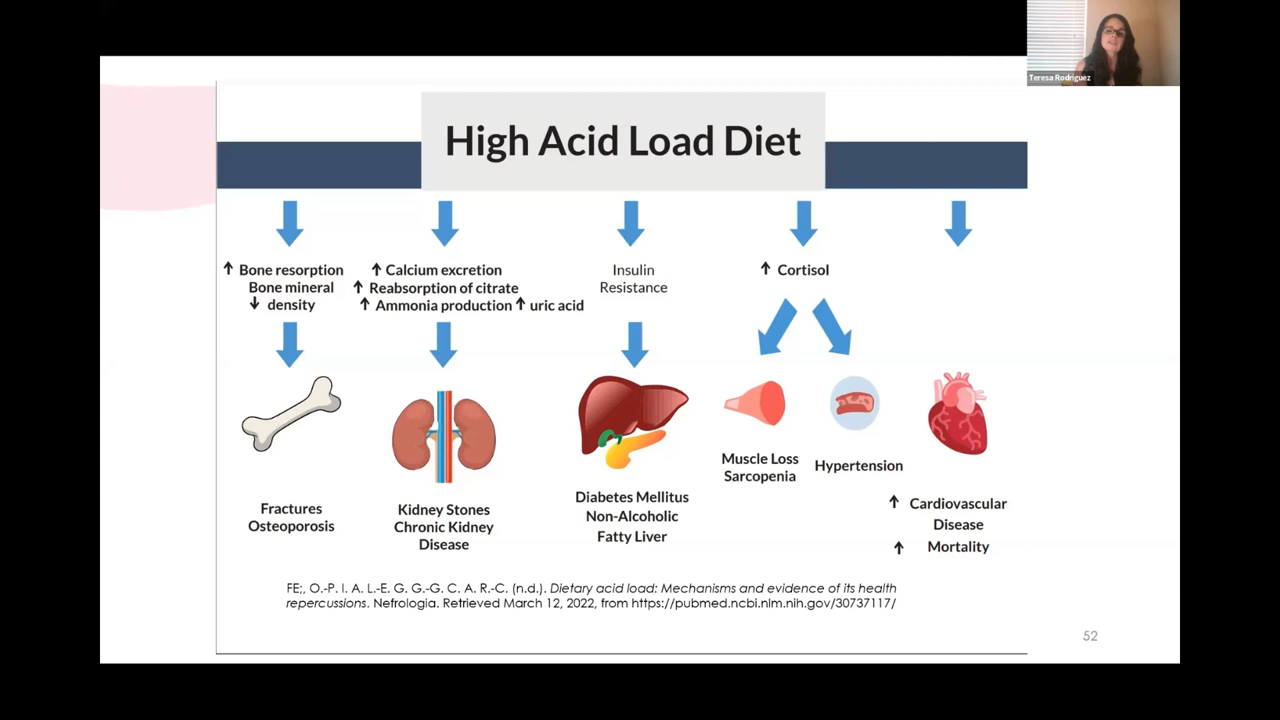 Teresa Rodriguez
High Acid Load Diet
↑ Bone resorption
Bone mineral
↓ density
↑ Calcium excretion
↑ Reabsorption of citrate
↑ Ammonia production ↑ uric acid
Insulin
Resistance
↑ Cortisol
Fractures
Osteoporosis
Kidney Stones
Chronic Kidney
Disease
Diabetes Mellitus
Non-Alcoholic
Fatty Liver
Muscle Loss
Sarcopenia
Hypertension
↑ Cardiovascular
Disease
↑ Mortality
FE;, O.-P. I. A. L.-E. G. G.-G. C. A. R.-C. (n.d.). Dietary acid load: Mechanisms and evidence of its health
repercussions. Nefrologia. Retrieved March 12, 2022, from https://pubmed.ncbi.nlm.nih.gov/30737117/
52